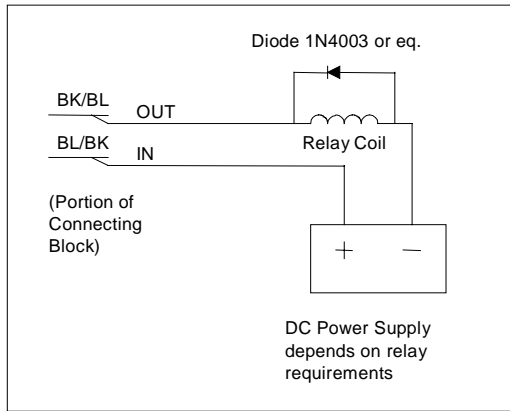 Diode 1N4003 or eq.
BK/BL
OUT
Relay Coil
BL/BK
IN
(Portion of
Connecting
Block)
+
−
DC Power Supply
depends on relay
requirements